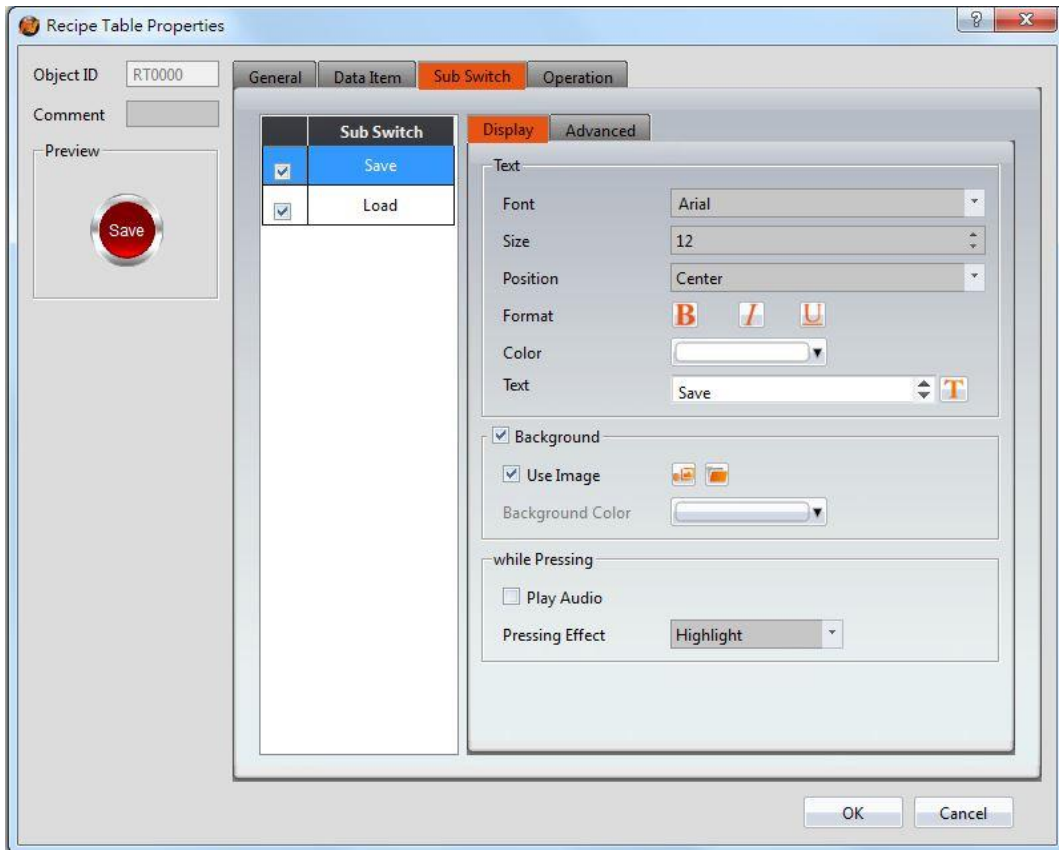 Recipe Table Properties
Object ID RT0000
Comment
Preview
Save
General Data Item Sub Switch Operation
Sub Switch
Save
Load
Display Advanced
Text
Font Arial
Size 12
Position Center
Format B I U
Color
Text Save T
Background
Use Image
Background Color
while Pressing
Play Audio
Pressing Effect Highlight
OK Cancel